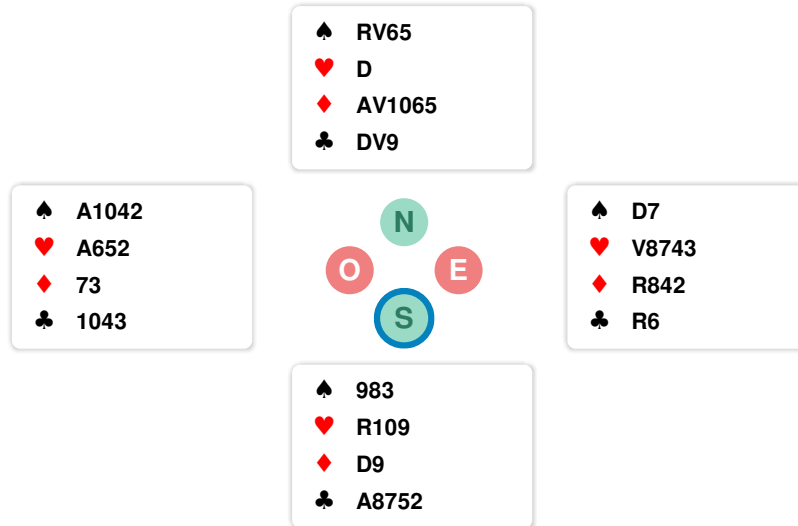 ♠ RV65
♥ D
♦ AV1065
♣ DV9
♠ A1042
♥ A652
♦ 73
♣ 1043
N
O E
S
♠ D7
♥ V8743
♦ R842
♣ R6
♠ 983
♥ R109
♦ D9
♣ A8752